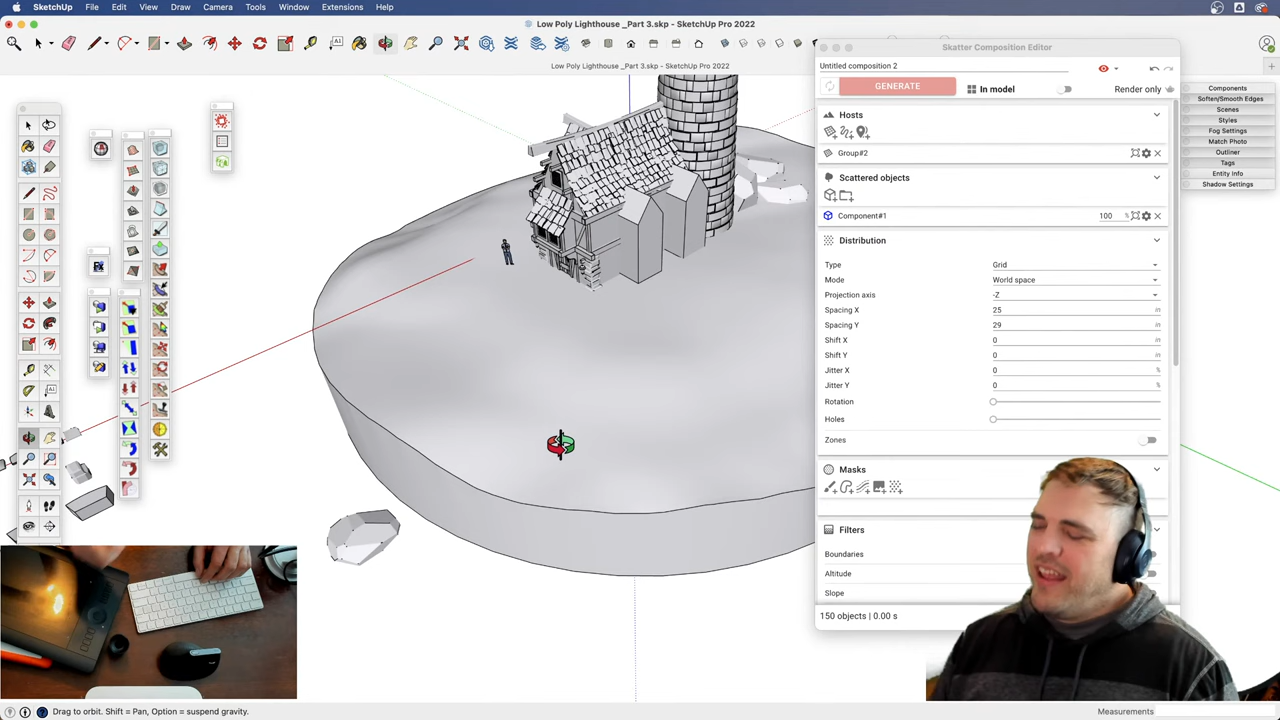 SketchUp File Edit View Draw Camera Tools Window Extensions Help
Low Poly Lighthouse _Part 3.skp - SketchUp Pro 2022
Low Poly Lighthouse _Part 3.skp - SketchUp Pro 2022
Skatter Composition Editor
Untitled composition 2
GENERATE
In model
Render only
Hosts
Group#2
Scattered objects
Component#1
100 %
Distribution
Type Grid
Mode World space
Projection axis -Z
Spacing X 25 in
Spacing Y 29 in
Shift X 0 in
Shift Y 0 in
Jitter X 0 %
Jitter Y 0 %
Rotation
Holes
Zones
Masks
Filters
Boundaries
Altitude
Slope
150 objects | 0.00 s
Components
Soften/Smooth Edges
Scenes
Styles
Fog Settings
Match Photo
Outliner
Tags
Entity Info
Shadow Settings
Drag to orbit. Shift = Pan, Option = suspend gravity.
Measurements